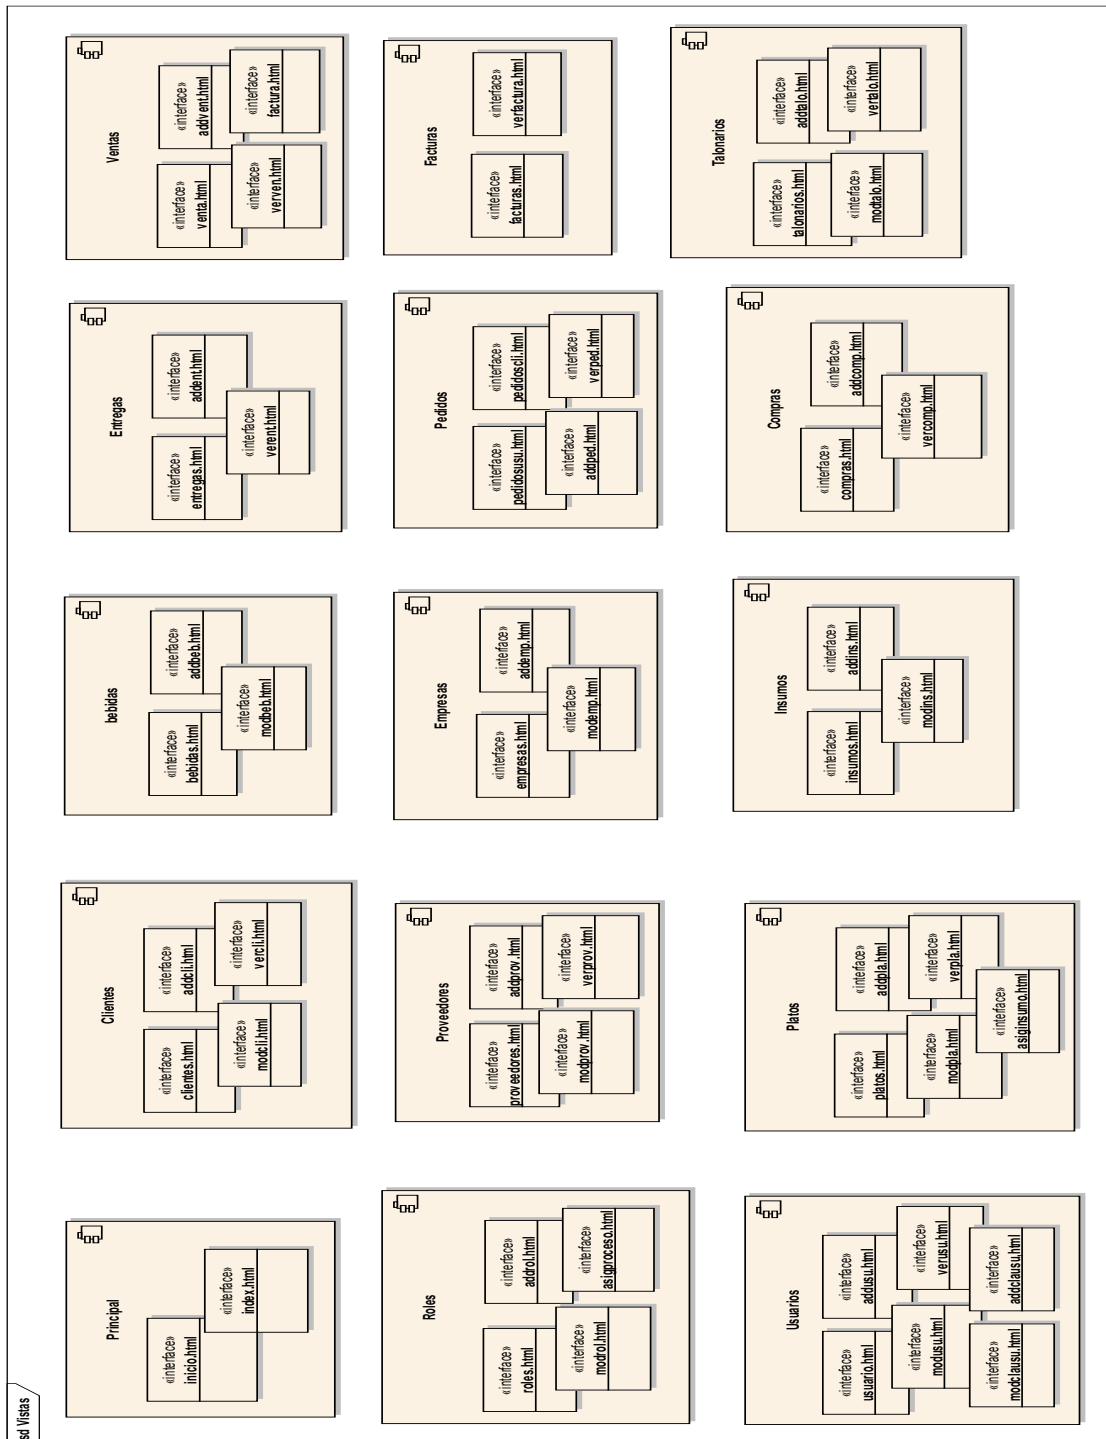 sd Vistas
Principal
«interface»
inicio.html
«interface»
index.html
Clientes
«interface»
clientes.html
«interface»
addcli.html
«interface»
modcli.html
«interface»
vercli.html
bebidas
«interface»
bebidas.html
«interface»
addbeb.html
«interface»
modbeb.html
Entregas
«interface»
entregas.html
«interface»
addent.html
«interface»
verent.html
Ventas
«interface»
venta.html
«interface»
addvent.html
«interface»
verven.html
«interface»
factura.html
Roles
«interface»
roles.html
«interface»
addrol.html
«interface»
modrol.html
«interface»
asigproceso.html
Proveedores
«interface»
proveedores.html
«interface»
addprov.html
«interface»
modprov.html
«interface»
verprov.html
Empresas
«interface»
empresas.html
«interface»
addemp.html
«interface»
modemp.html
Pedidos
«interface»
pedidosusu.html
«interface»
pedidoscli.html
«interface»
addped.html
«interface»
verped.html
Facturas
«interface»
facturas.html
«interface»
verfactura.html
Usuarios
«interface»
usuario.html
«interface»
addusu.html
«interface»
modusu.html
«interface»
verusu.html
«interface»
modclausu.html
«interface»
addclausu.html
Platos
«interface»
platos.html
«interface»
addpla.html
«interface»
modpla.html
«interface»
verpla.html
«interface»
asiginsumo.html
Insumos
«interface»
insumos.html
«interface»
addins.html
«interface»
modins.html
Compras
«interface»
compras.html
«interface»
addcomp.html
«interface»
vercomp.html
Talonarios
«interface»
talonarios.html
«interface»
addtalo.html
«interface»
modtalo.html
«interface»
vertalo.html